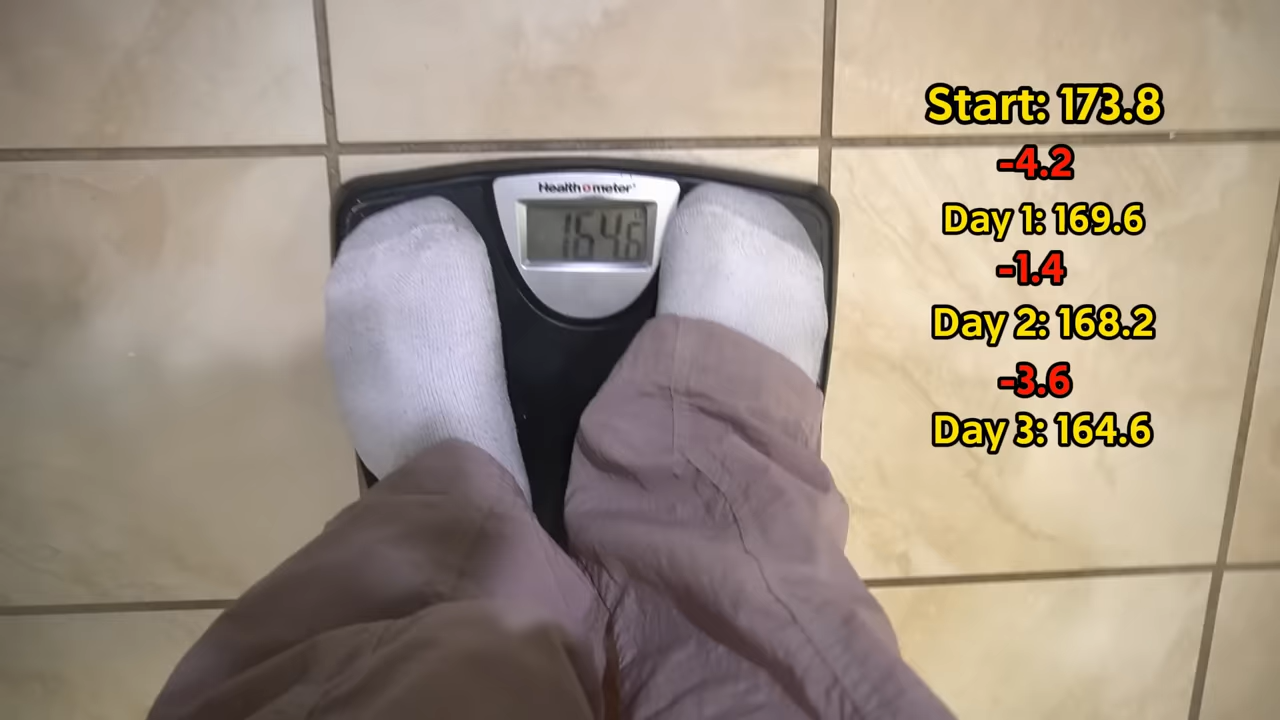 Health o meter
164.6
Start: 173.8
-4.2
Day 1: 169.6
-1.4
Day 2: 168.2
-3.6
Day 3: 164.6